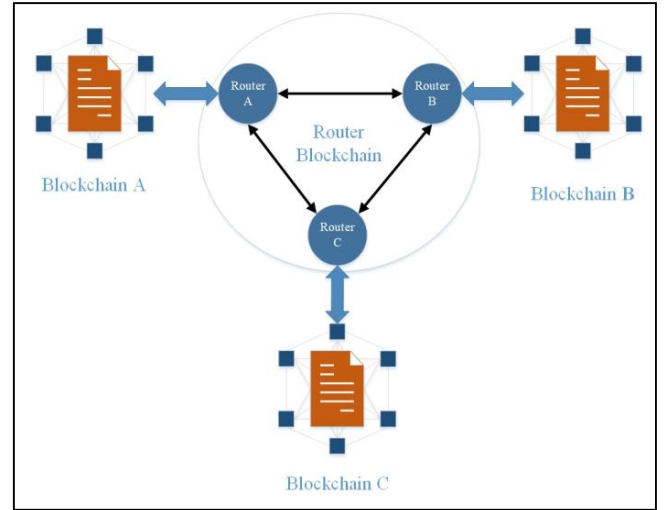 Router
A
Router
B
Router
Blockchain
Blockchain A
Blockchain B
Router
C
Blockchain C